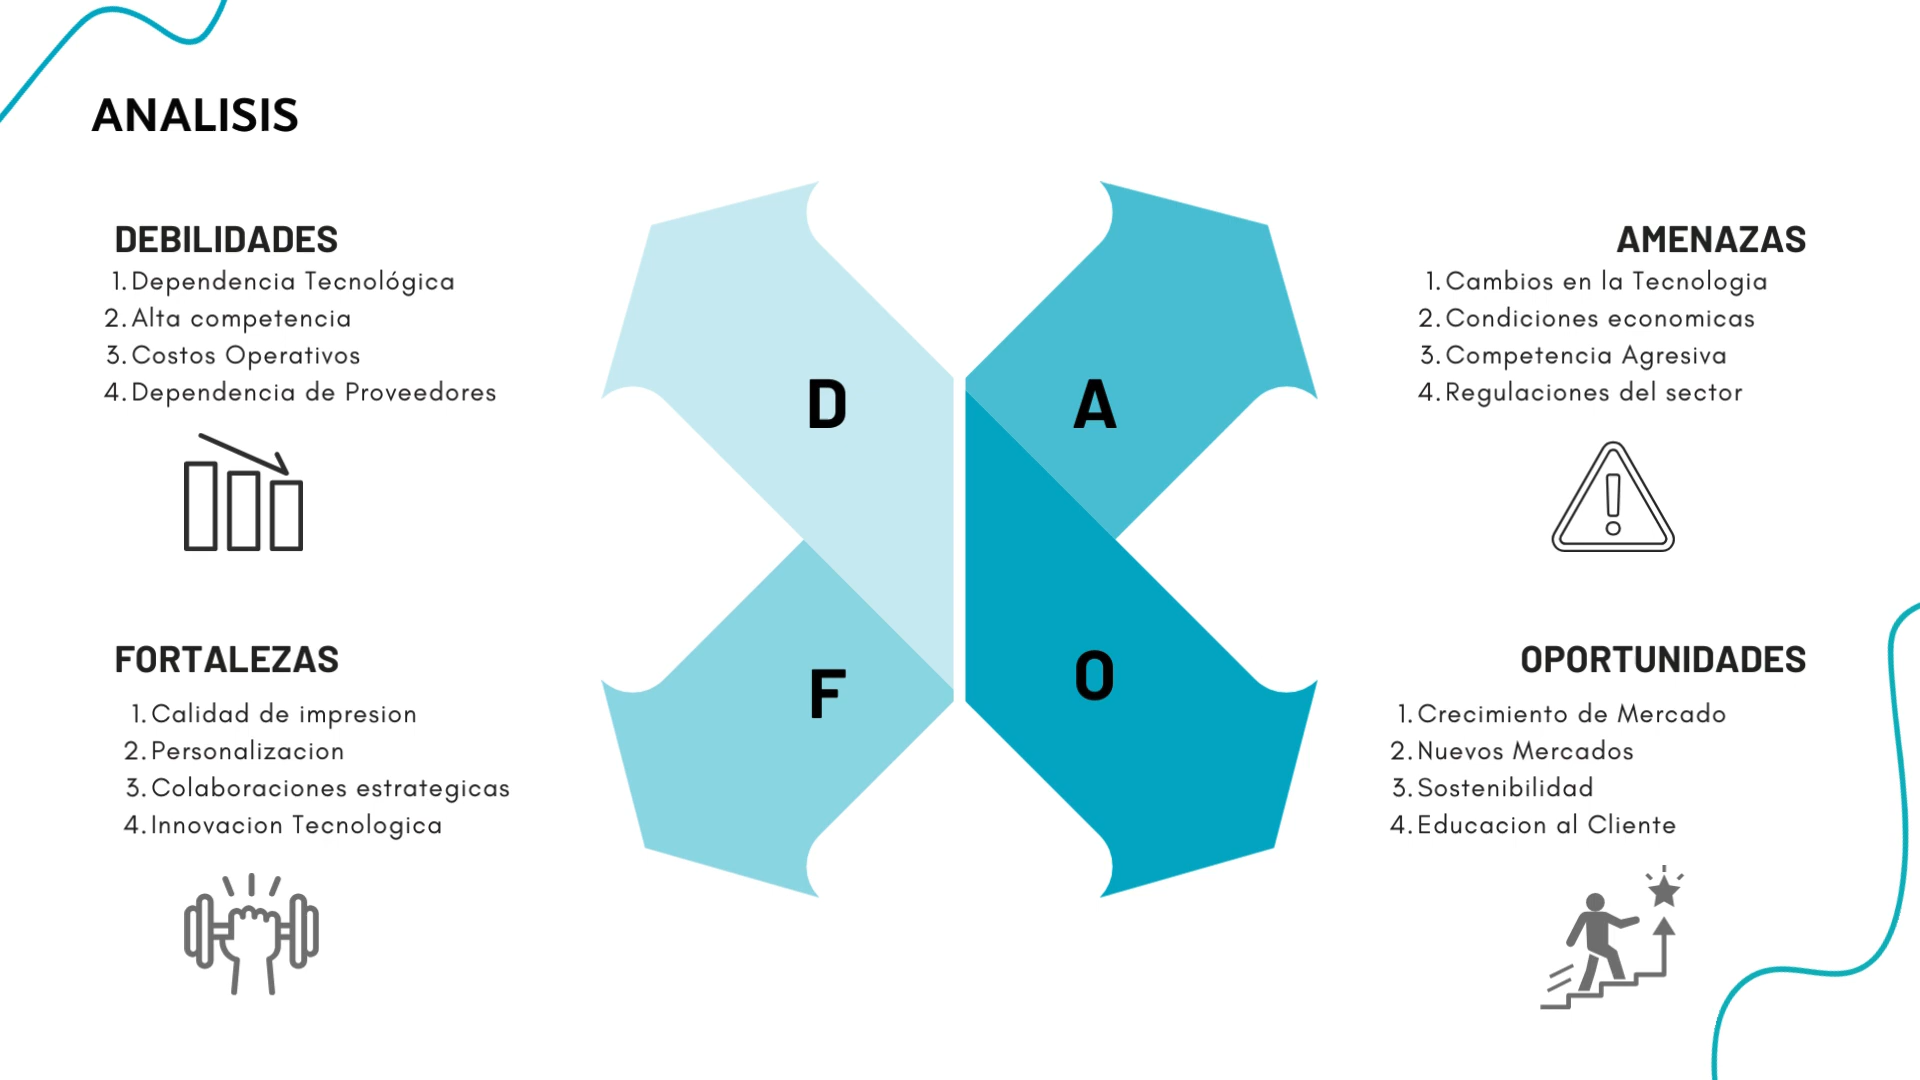 ANALISIS
DEBILIDADES
1. Dependencia Tecnológica
2. Alta competencia
3. Costos Operativos
4. Dependencia de Proveedores
FORTALEZAS
1. Calidad de impresion
2. Personalizacion
3. Colaboraciones estrategicas
4. Innovacion Tecnologica
D
A
F
O
AMENAZAS
1. Cambios en la Tecnologia
2. Condiciones economicas
3. Competencia Agresiva
4. Regulaciones del sector
OPORTUNIDADES
1. Crecimiento de Mercado
2. Nuevos Mercados
3. Sostenibilidad
4. Educacion al Cliente